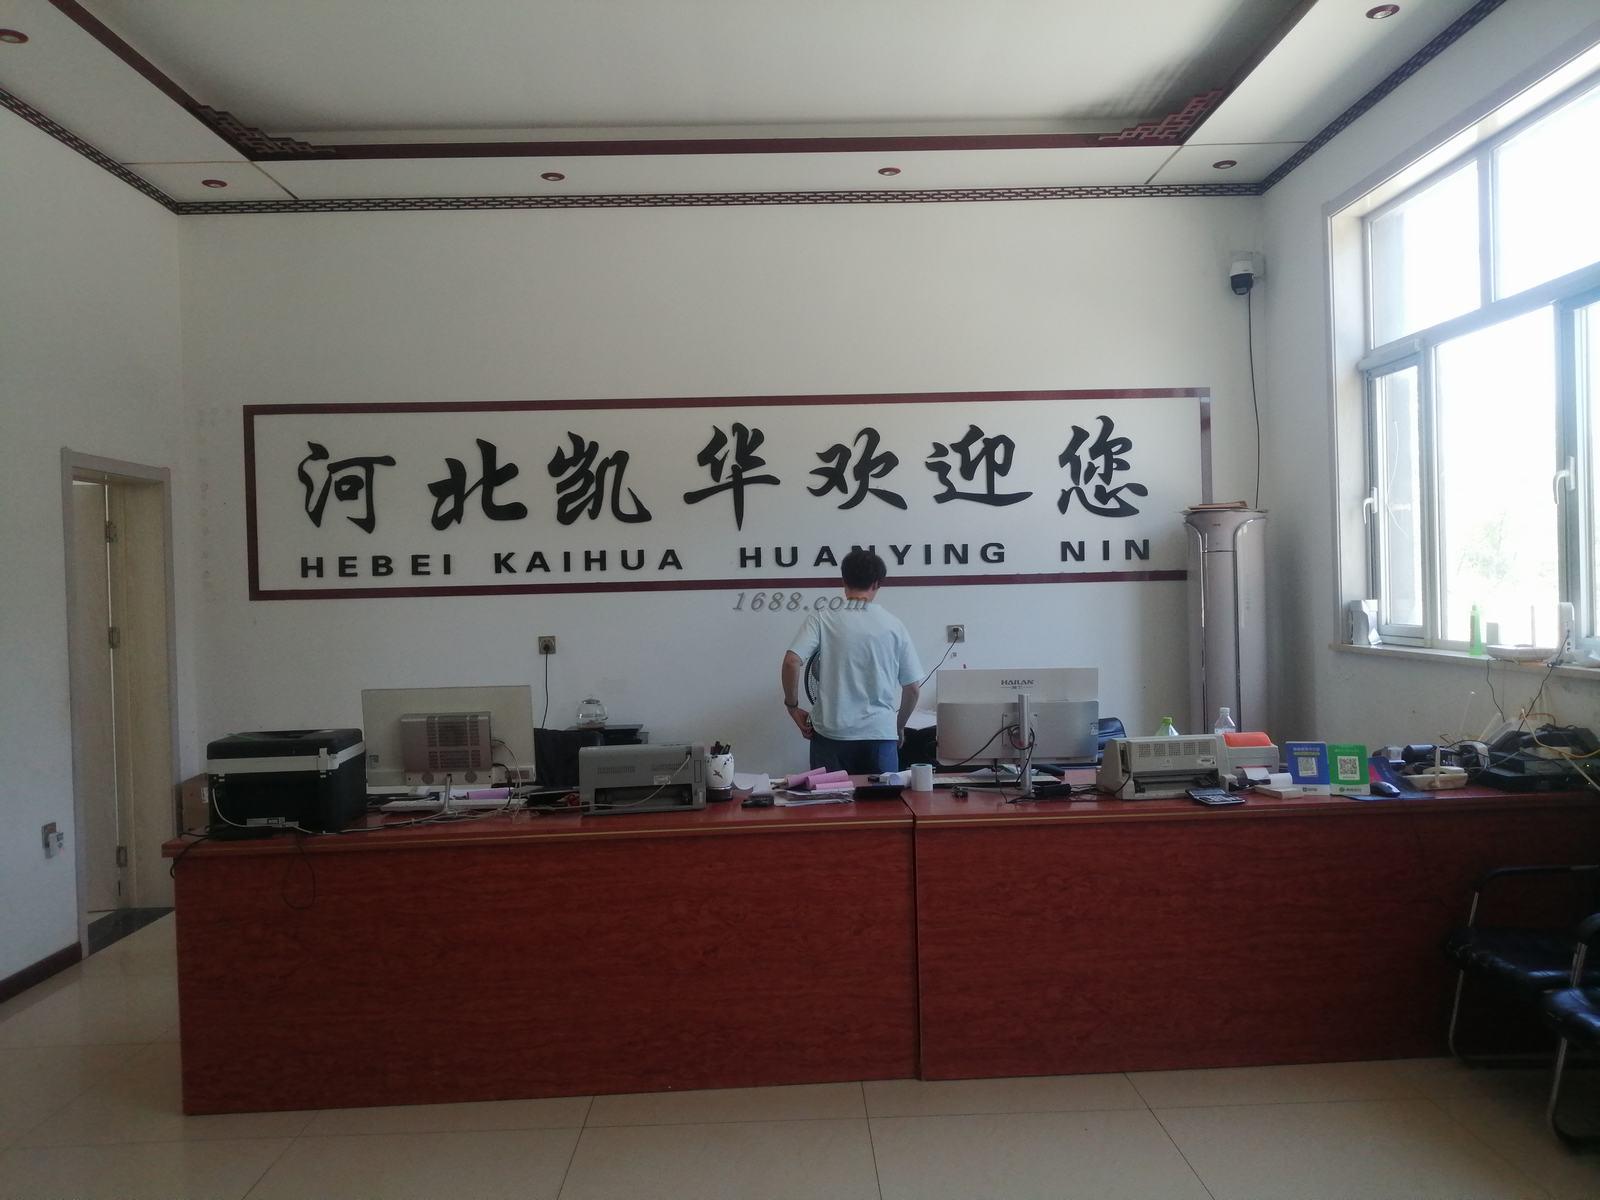 河北凯华欢迎您
HEBEI KAIHUA HUANYING NIN
1688.com
HAILAN